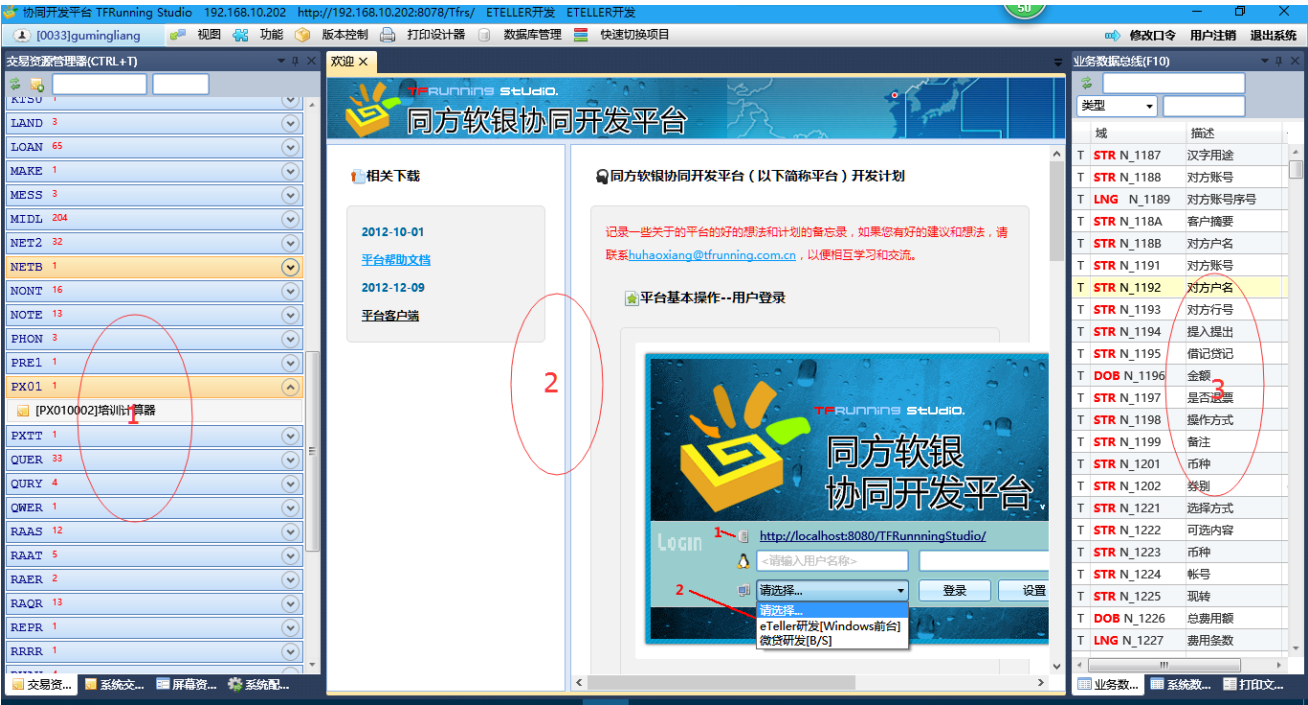 协同开发平台 TFRunning Studio 192.168.10.202 http://192.168.10.202:8078/Tfrs/ ETELLER开发 ETELLER开发
50
[0033]gumingliang 视图 功能 版本控制 打印设计器 数据库管理 快速切换项目 修改口令 用户注销 退出系统
交易资源管理器(CTRL+T)
KTSU 1
LAND 3
LOAN 65
MAKE 1
MESS 3
MIDL 204
NET2 32
NETB 1
NONT 16
NOTE 13
PHON 3
PRE1 1
PX01 1
[PX010002]培训计算器
1
PXTT 1
QUER 33
QURY 4
QWER 1
RAAS 12
RAAT 5
RAER 2
RAQR 13
REPR 1
RRRR 1
交易资... 系统交... 屏幕资... 系统配...
欢迎
TFRunning Studio.
同方软银协同开发平台
相关下载
2012-10-01
平台帮助文档
2012-12-09
平台客户端
2
同方软银协同开发平台(以下简称平台)开发计划
记录一些关于的平台的好的想法和计划的备忘录,如果您有好的建议和想法,请
联系huhaoxiang@tfrunning.com.cn,以便相互学习和交流。
平台基本操作--用户登录
TFRunning Studio.
同方软银
协同开发平台
Login
1
http://localhost:8080/TFRunnningStudio/
<请输入用户名称>
2
请选择... 登录 设置
请选择...
eTeller研发[Windows前台]
微贷研发[B/S]
业务数据总线(F10)
类型
域 描述
T STR N_1187 汉字用途
T STR N_1188 对方账号
T LNG N_1189 对方账号序号
T STR N_118A 客户摘要
T STR N_118B 对方户名
T STR N_1191 对方账号
T STR N_1192 对方户名
T STR N_1193 对方行号
T STR N_1194 提入提出
T STR N_1195 借记贷记
T DOB N_1196 金额
3
T STR N_1197 是否退票
T STR N_1198 操作方式
T STR N_1199 备注
T STR N_1201 币种
T STR N_1202 券别
T STR N_1221 选择方式
T STR N_1222 可选内容
T STR N_1223 币种
T STR N_1224 帐号
T STR N_1225 现转
T DOB N_1226 总费用额
T LNG N_1227 费用条数
业务数... 系统数... 打印文...